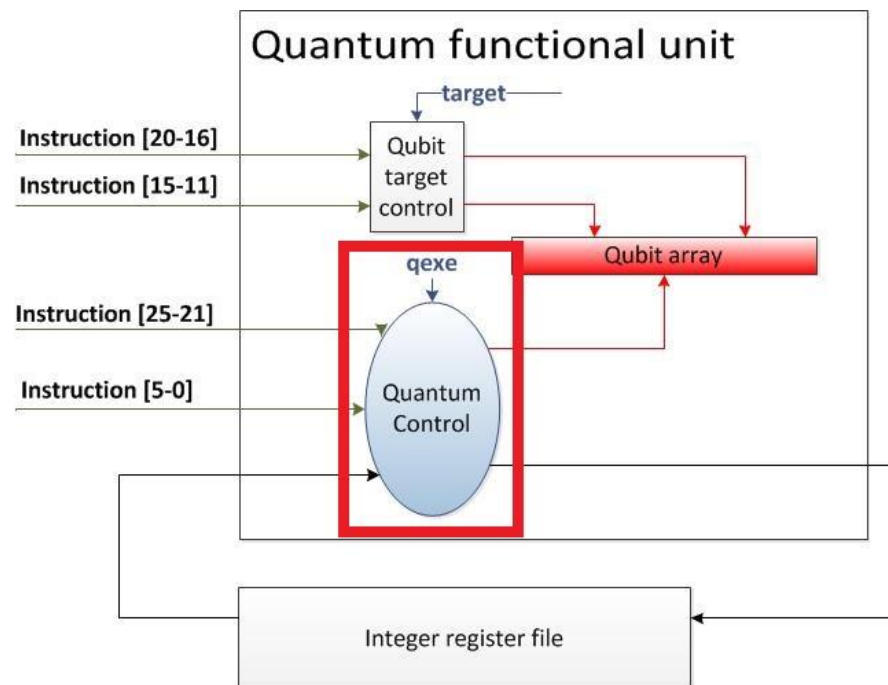 Quantum functional unit
target
Instruction [20-16]
Instruction [15-11]
Qubit
target
control
Qubit array
qexe
Instruction [25-21]
Instruction [5-0]
Quantum
Control
Integer register file